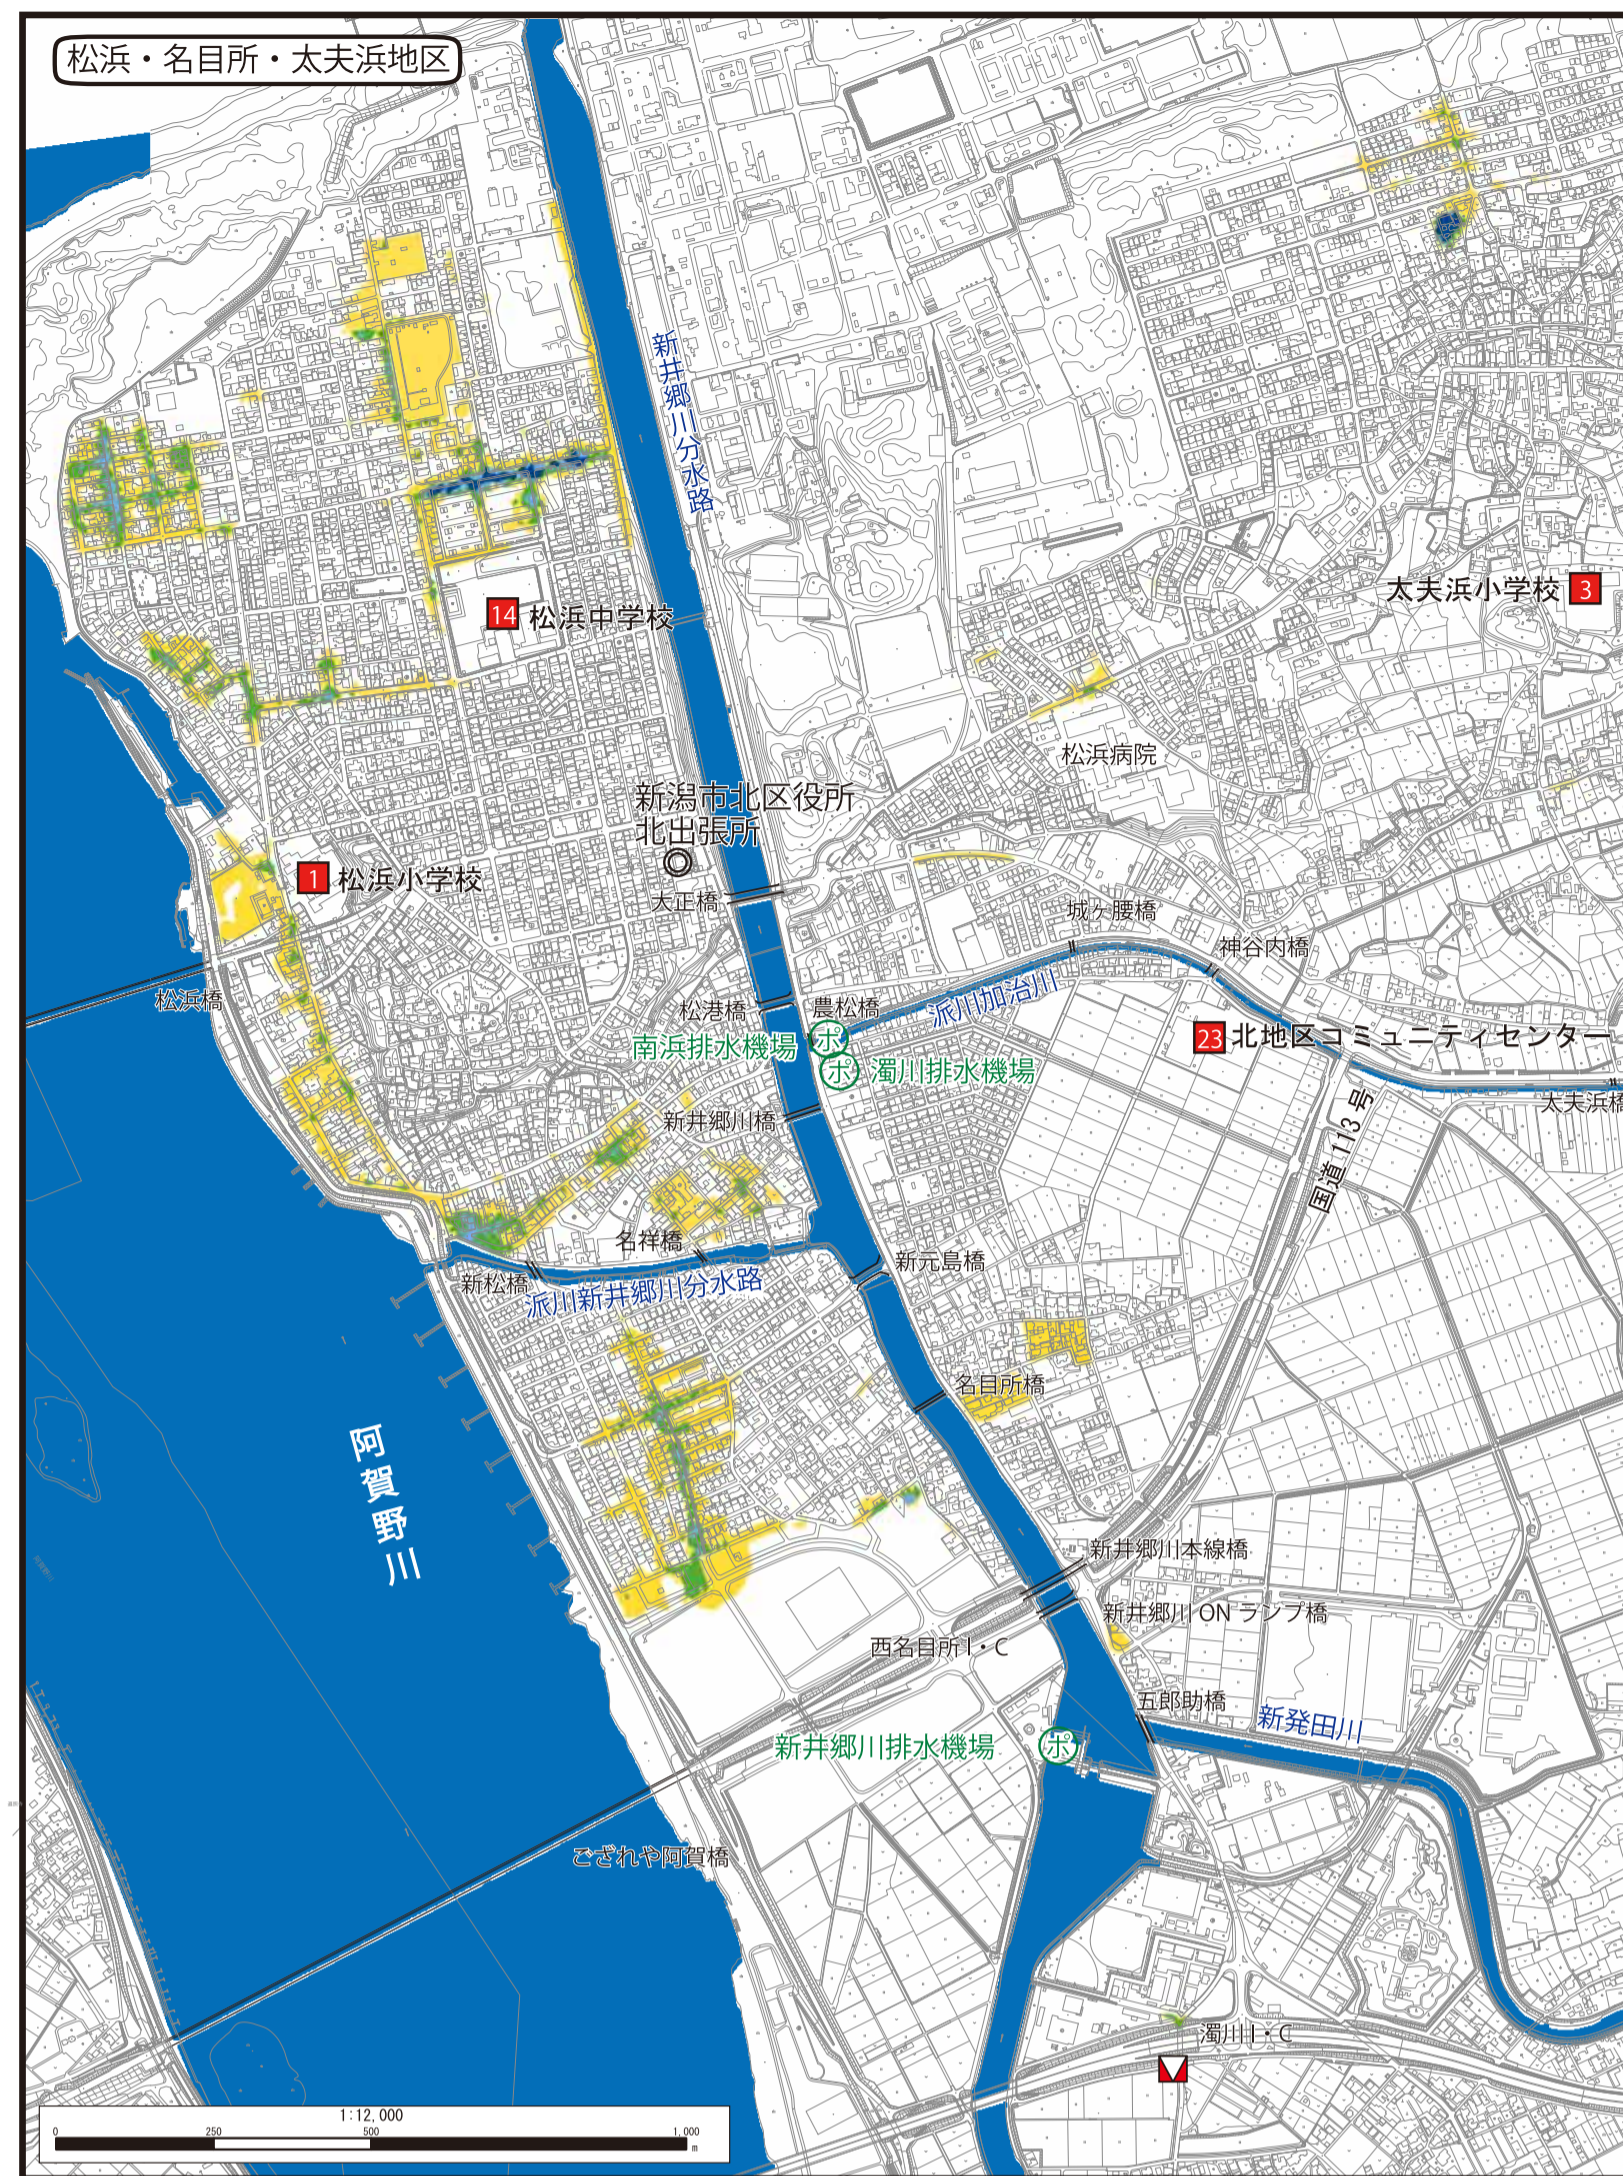 松浜・名目所・太夫浜地区
新井郷川分水路
太夫浜小学校
3
14
松浜中学校
松浜病院
新潟市北区役所
北出張所
1
松浜小学校
大正橋
城ヶ腰橋
神谷内橋
松浜橋
派川加治川
松港橋
農松橋
23
北地区コミュニティセンター
南浜排水機場
ポ
ポ
濁川排水機場
太夫浜橋
新井郷川橋
国道113号
名祥橋
新元島橋
新松橋
派川新井郷川分水路
名目所橋
阿賀野川
新井郷川本線橋
新井郷川ONランプ橋
西名目所I・C
五郎助橋
新発田川
新井郷川排水機場
ポ
ござれや阿賀橋
濁川I・C
1:12,000
0 250 500 1,000
m